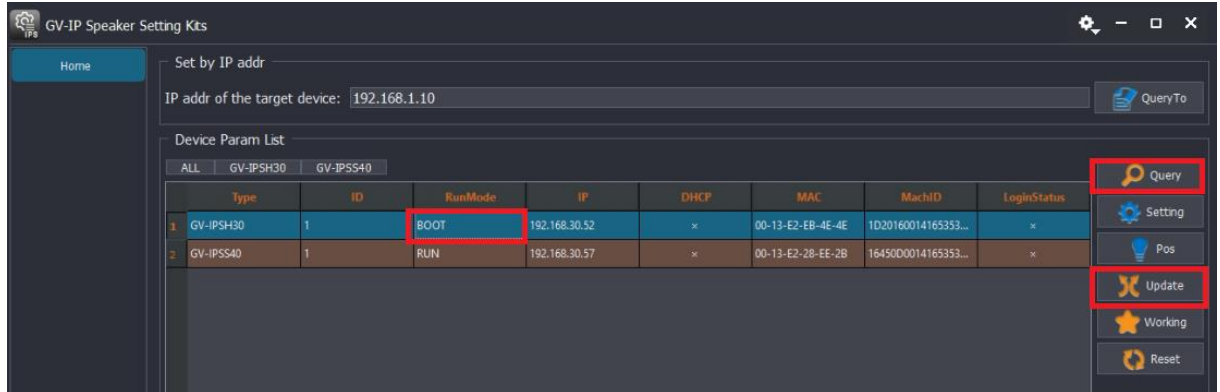 IPS GV-IP Speaker Setting Kits
Home
Set by IP addr
IP addr of the target device: 192.168.1.10 QueryTo
Device Param List
ALL GV-IPSH30 GV-IPSS40
Type ID RunMode IP DHCP MAC MachID LoginStatus
1 GV-IPSH30 1 BOOT 192.168.30.52 × 00-13-E2-EB-4E-4E 1D20160014165353... ×
2 GV-IPSS40 1 RUN 192.168.30.57 × 00-13-E2-28-EE-2B 16450D0014165353... ×
Query
Setting
Pos
Update
Working
Reset